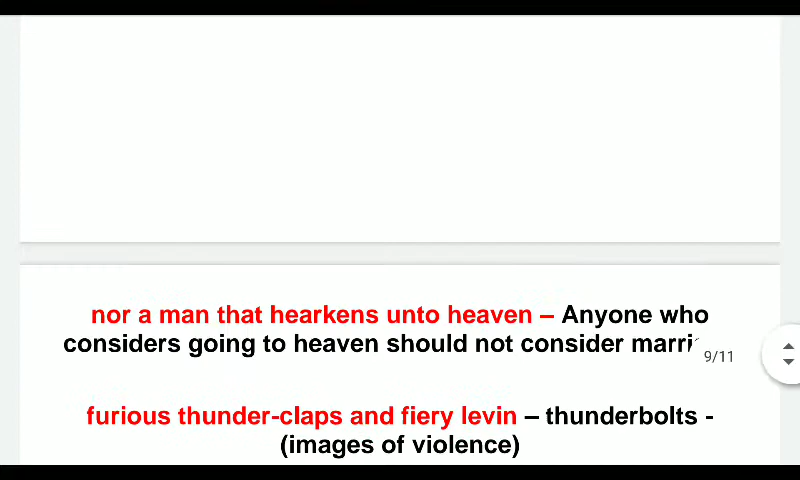 nor a man that hearkens unto heaven – Anyone who
considers going to heaven should not consider
9/11
furious thunder-claps and fiery levin – thunderbolts -
(images of violence)